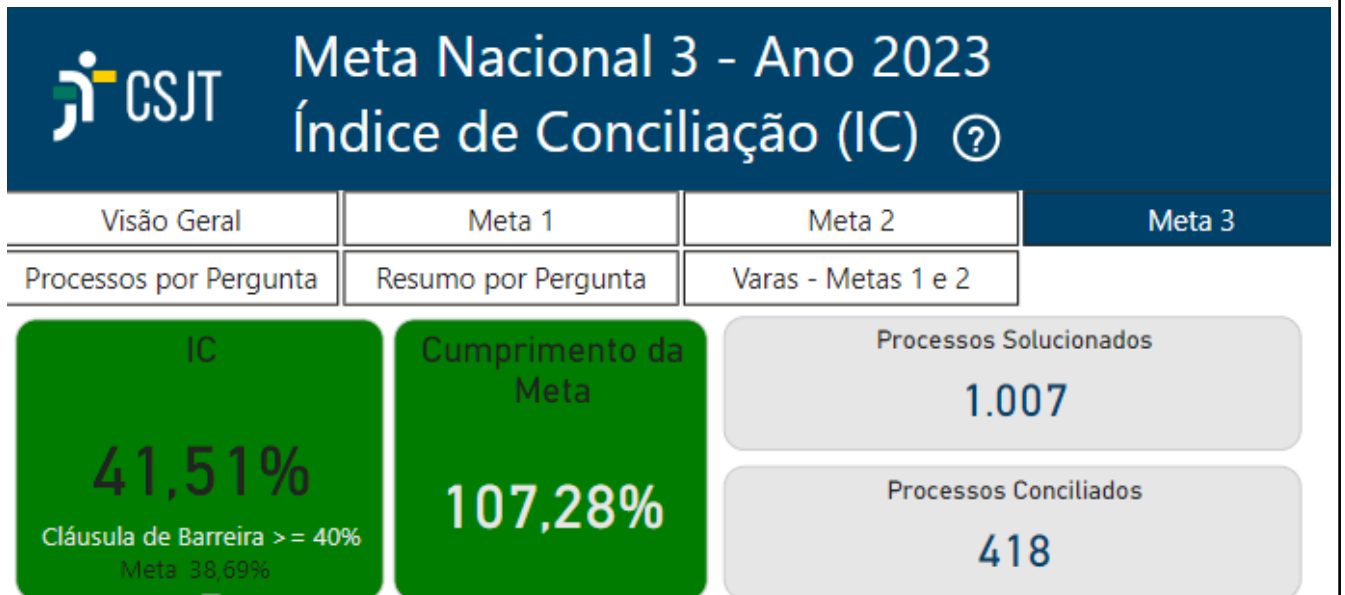 CSJT
Meta Nacional 3 - Ano 2023
Índice de Conciliação (IC) ?
Visão Geral
Meta 1
Meta 2
Meta 3
Processos por Pergunta
Resumo por Pergunta
Varas - Metas 1 e 2
IC
41,51%
Cláusula de Barreira >= 40%
Meta 38,69%
Cumprimento da
Meta
107,28%
Processos Solucionados
1.007
Processos Conciliados
418